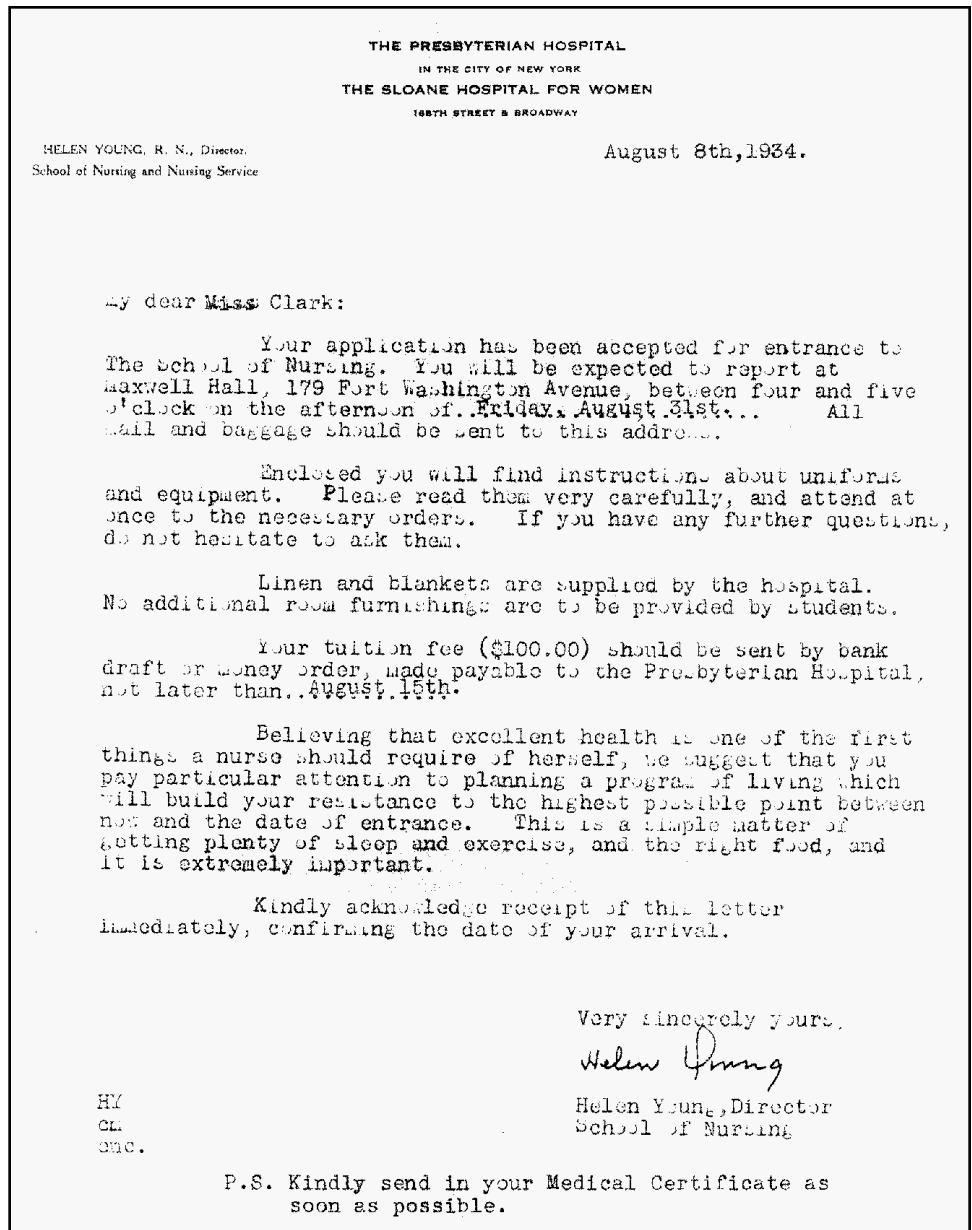 THE PRESBYTERIAN HOSPITAL
IN THE CITY OF NEW YORK
THE SLOANE HOSPITAL FOR WOMEN
168TH STREET & BROADWAY
HELEN YOUNG, R. N., Director.
School of Nursing and Nursing Service
August 8th,1934.
My dear Miss Clark:
Your application has been accepted for entrance to
The School of Nursing. You will be expected to report at
Maxwell Hall, 179 Fort Washington Avenue, between four and five
o'clock on the afternoon of..Friday, August 31st... All
mail and baggage should be sent to this address.
Enclosed you will find instructions about uniforms
and equipment. Please read them very carefully, and attend at
once to the necessary orders. If you have any further questions,
do not hesitate to ask them.
Linen and blankets are supplied by the hospital.
No additional room furnishings are to be provided by students.
Your tuition fee ($100.00) should be sent by bank
draft or money order, made payable to the Presbyterian Hospital,
not later than..August 15th.
Believing that excellent health is one of the first
things a nurse should require of herself, we suggest that you
pay particular attention to planning a program of living which
will build your resistance to the highest possible point between
now and the date of entrance. This is a simple matter of
getting plenty of sleep and exercise, and the right food, and
it is extremely important.
Kindly acknowledge receipt of this letter
immediately, confirming the date of your arrival.
Very sincerely yours,
Helen Young
Helen Young,Director
School of Nursing
HY
enc.
P.S. Kindly send in your Medical Certificate as
soon as possible.